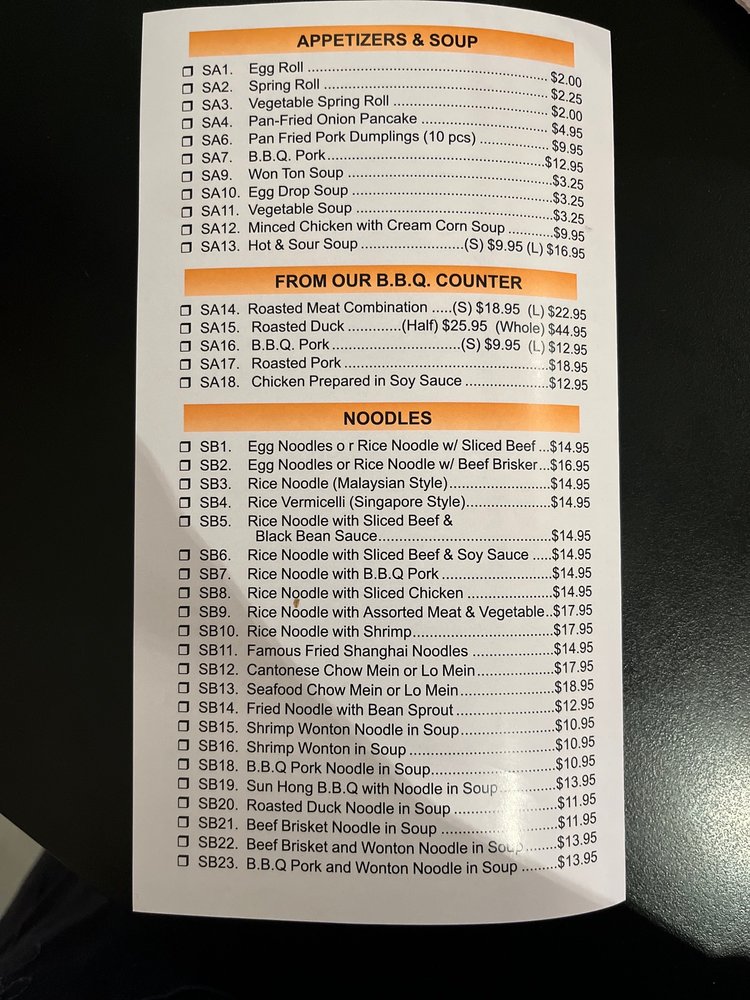 APPETIZERS & SOUP
SA1. Egg Roll ........ $2.00
SA2. Spring Roll ........ $2.25
SA3. Vegetable Spring Roll ........ $2.00
SA4. Pan-Fried Onion Pancake ........ $4.95
SA6. Pan Fried Pork Dumplings (10 pcs) ........ $9.95
SA7. B.B.Q. Pork ........ $12.95
SA9. Won Ton Soup ........ $3.25
SA10. Egg Drop Soup ........ $3.25
SA11. Vegetable Soup ........ $3.25
SA12. Minced Chicken with Cream Corn Soup ........ $9.95
SA13. Hot & Sour Soup ........ (S) $9.95 (L) $16.95
FROM OUR B.B.Q. COUNTER
SA14. Roasted Meat Combination ..... (S) $18.95 (L) $22.95
SA15. Roasted Duck ........ (Half) $25.95 (Whole) $44.95
SA16. B.B.Q. Pork ........ (S) $9.95 (L) $12.95
SA17. Roasted Pork ........ $18.95
SA18. Chicken Prepared in Soy Sauce ........ $12.95
NOODLES
SB1. Egg Noodles o r Rice Noodle w/ Sliced Beef ...$14.95
SB2. Egg Noodles or Rice Noodle w/ Beef Brisker...$16.95
SB3. Rice Noodle (Malaysian Style) ........ $14.95
SB4. Rice Vermicelli (Singapore Style) ........ $14.95
SB5. Rice Noodle with Sliced Beef &
Black Bean Sauce ........ $14.95
SB6. Rice Noodle with Sliced Beef & Soy Sauce .....$14.95
SB7. Rice Noodle with B.B.Q Pork ........ $14.95
SB8. Rice Noodle with Sliced Chicken ........ $14.95
SB9. Rice Noodle with Assorted Meat & Vegetable..$17.95
SB10. Rice Noodle with Shrimp ........ $17.95
SB11. Famous Fried Shanghai Noodles ........ $14.95
SB12. Cantonese Chow Mein or Lo Mein ........ $17.95
SB13. Seafood Chow Mein or Lo Mein ........ $18.95
SB14. Fried Noodle with Bean Sprout ........ $12.95
SB15. Shrimp Wonton Noodle in Soup ........ $10.95
SB16. Shrimp Wonton in Soup ........ $10.95
SB18. B.B.Q Pork Noodle in Soup ........ $10.95
SB19. Sun Hong B.B.Q with Noodle in Soup ........ $13.95
SB20. Roasted Duck Noodle in Soup ........ $11.95
SB21. Beef Brisket Noodle in Soup ........ $11.95
SB22. Beef Brisket and Wonton Noodle in Soup ........ $13.95
SB23. B.B.Q Pork and Wonton Noodle in Soup ........ $13.95